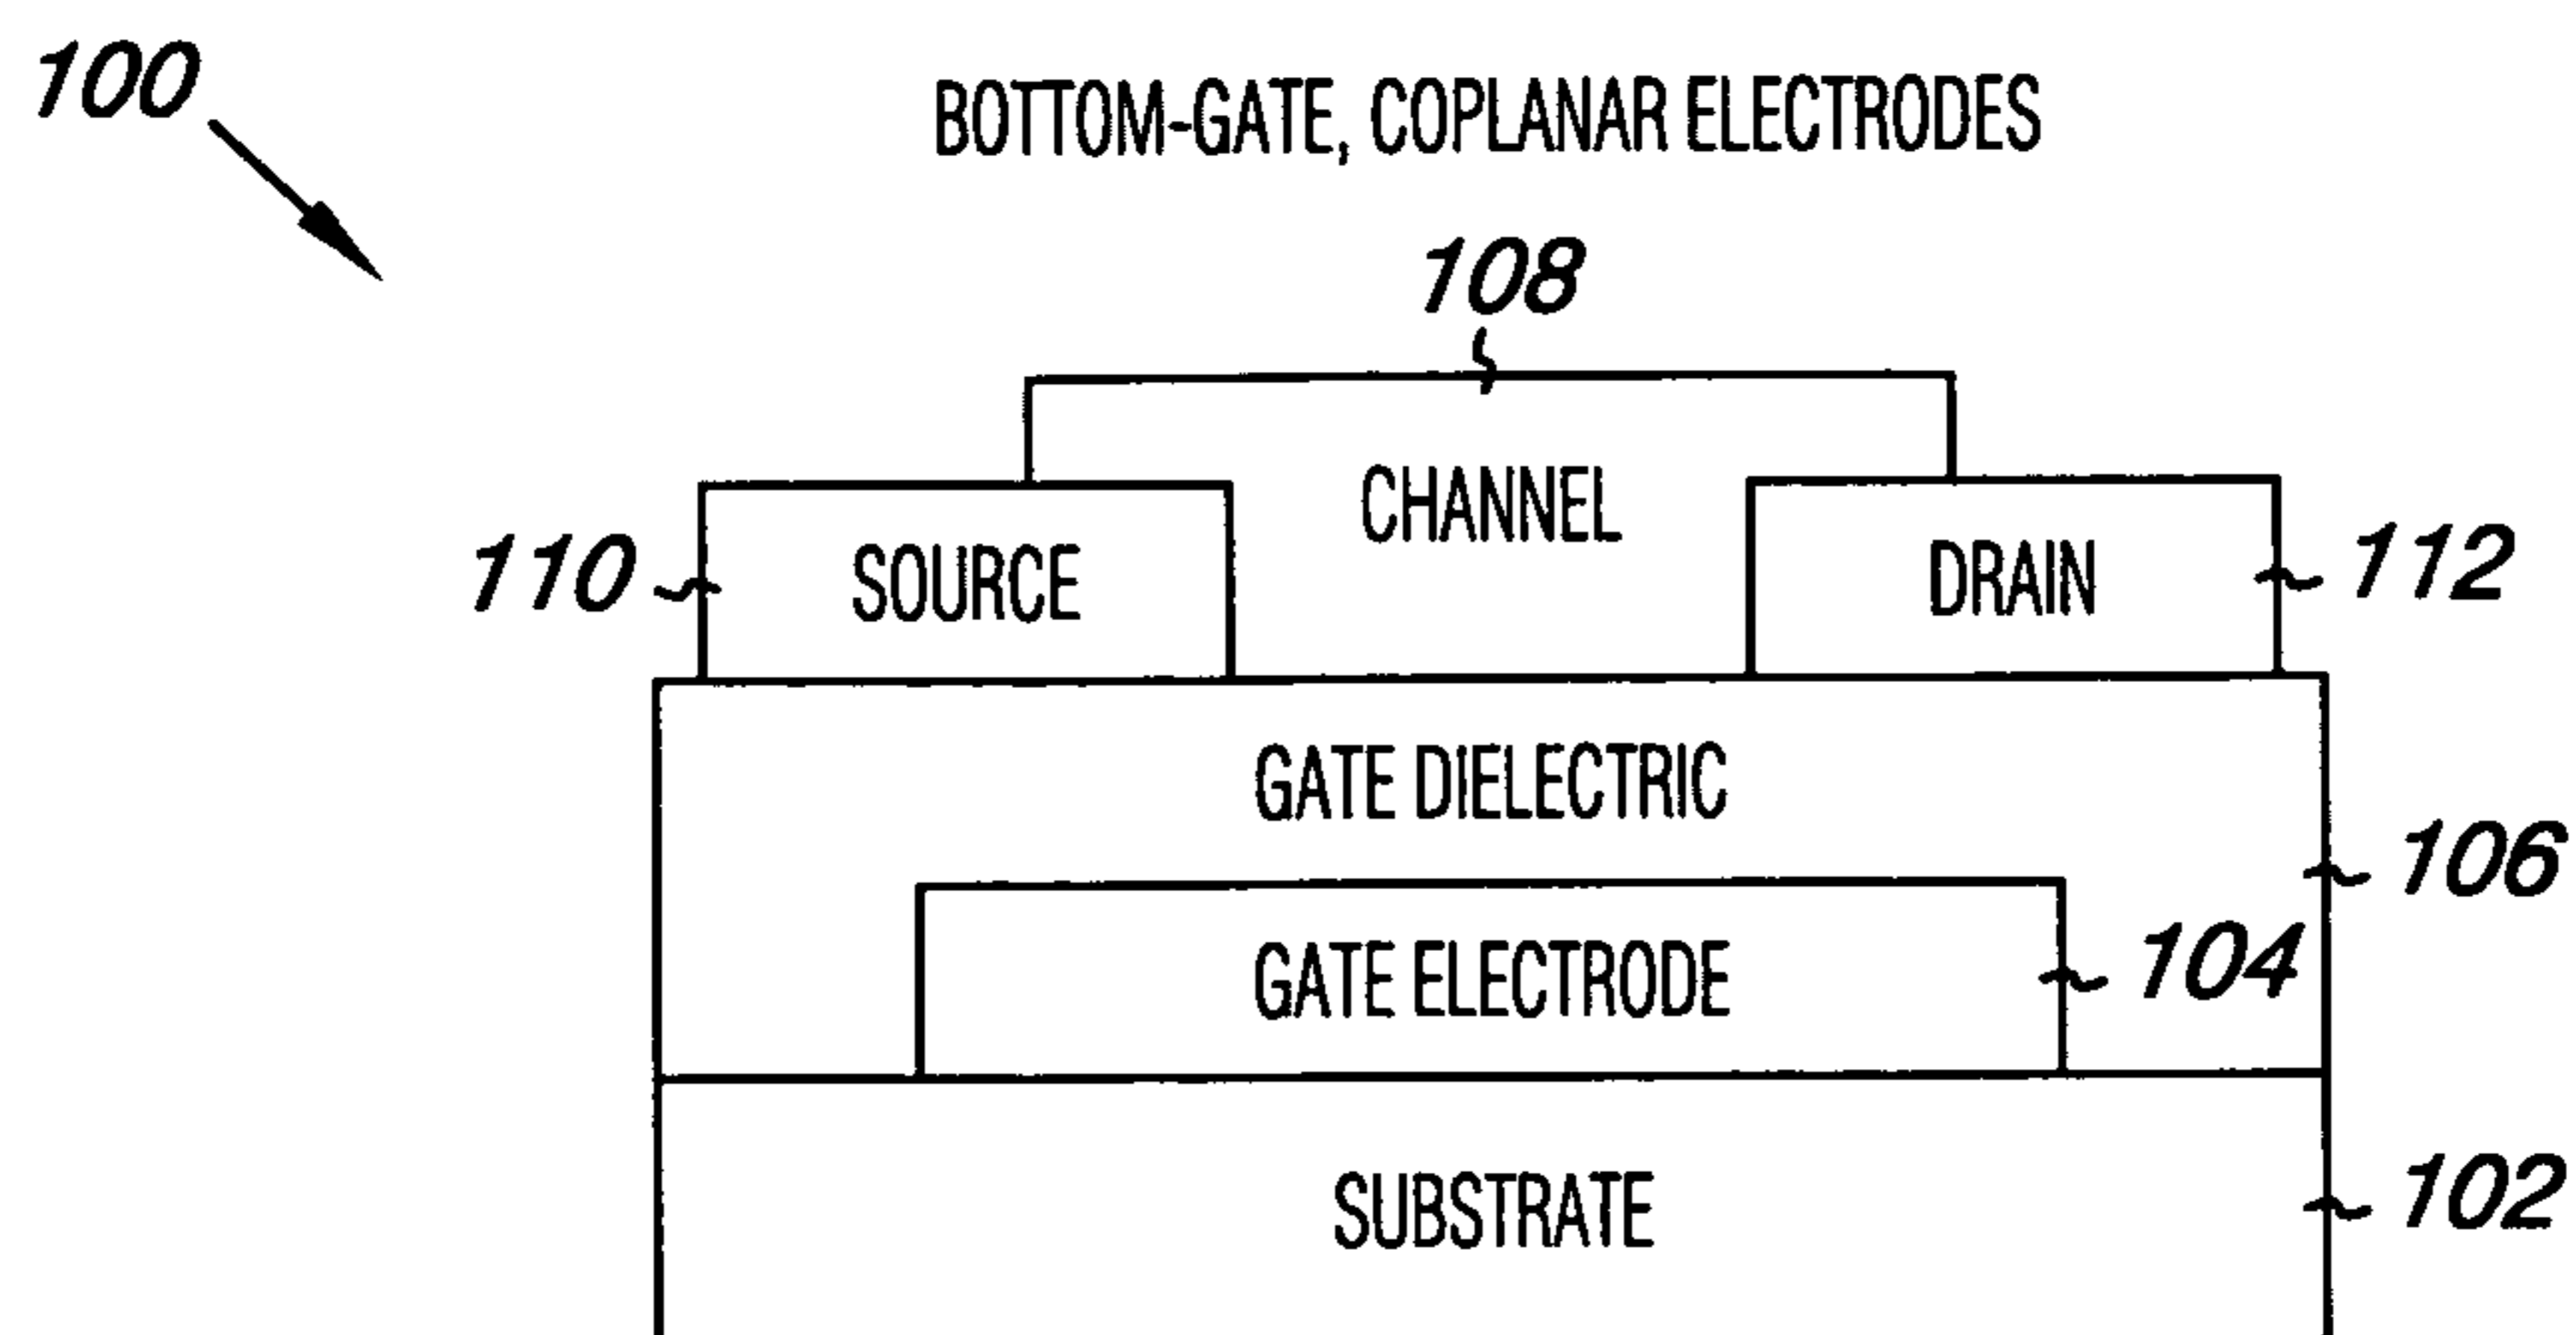 100
BOTTOM-GATE, COPLANAR ELECTRODES
108
CHANNEL
110
SOURCE
DRAIN
112
GATE DIELECTRIC
106
GATE ELECTRODE
104
SUBSTRATE
102